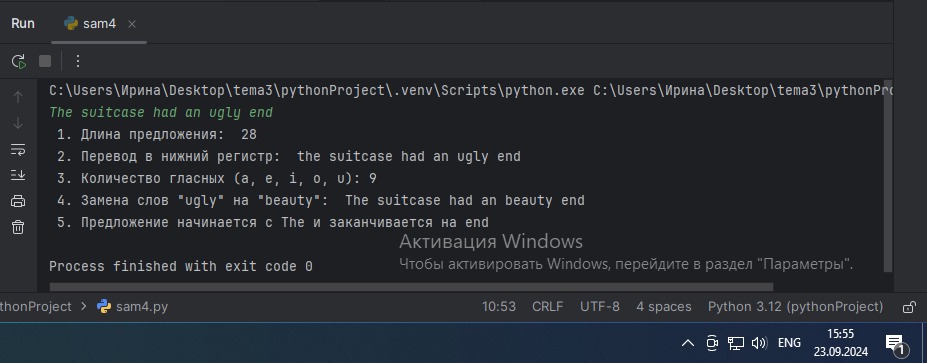 Run sam4
C:\Users\Ирина\Desktop\tema3\pythonProject\.venv\Scripts\python.exe C:\Users\Ирина\Desktop\tema3\pythonPro
The suitcase had an ugly end
1. Длина предложения:  28
2. Перевод в нижний регистр:  the suitcase had an ugly end
3. Количество гласных (a, e, i, o, u): 9
4. Замена слов "ugly" на "beauty":  The suitcase had an beauty end
5. Предложение начинается с The и заканчивается на end
Активация Windows
Чтобы активировать Windows, перейдите в раздел "Параметры".
Process finished with exit code 0
thonProject > sam4.py 10:53 CRLF UTF-8 4 spaces Python 3.12 (pythonProject)
ENG 15:55
23.09.2024 1